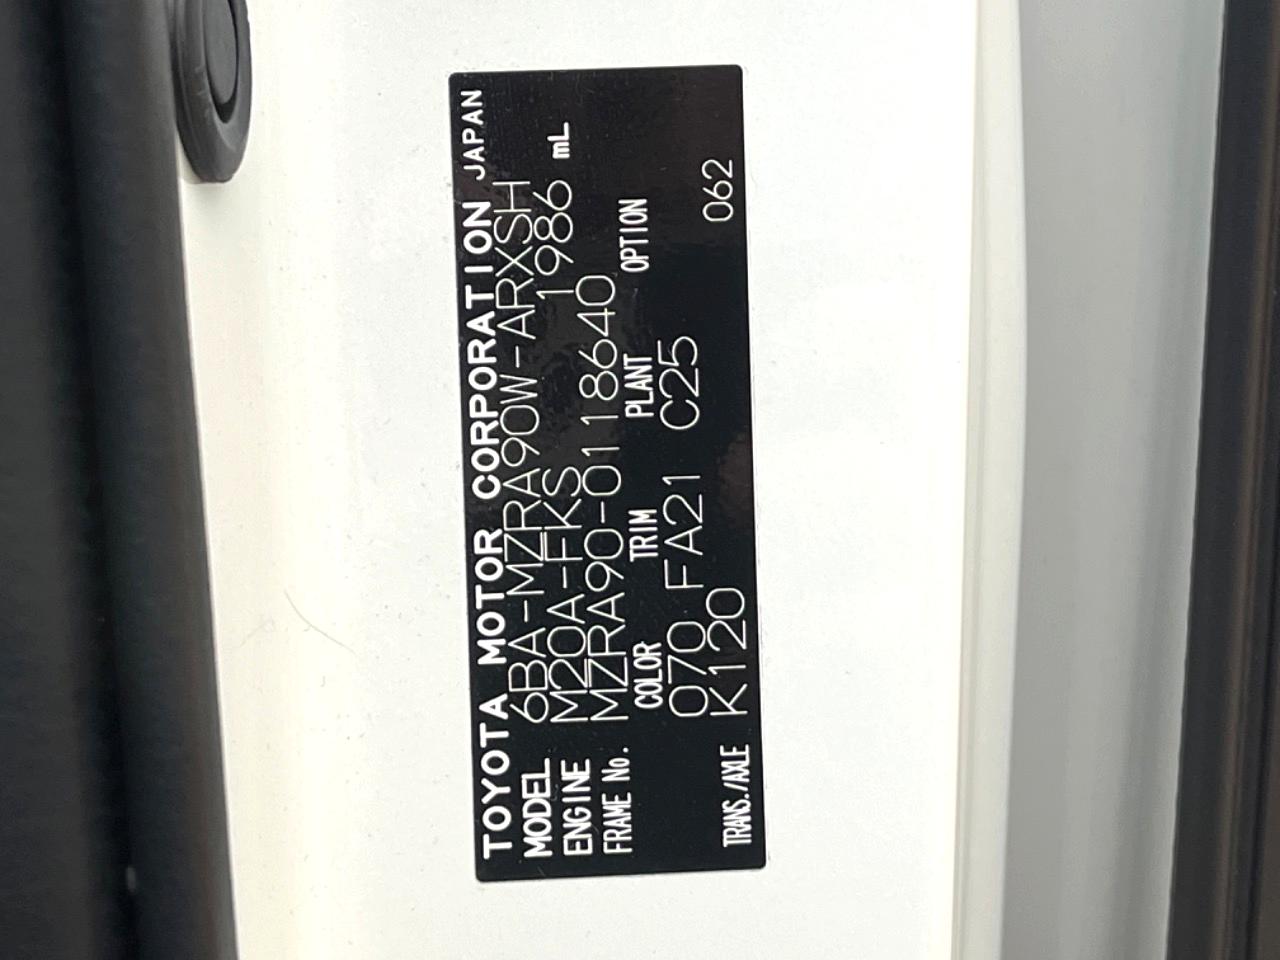 TOYOTA MOTOR CORPORATION JAPAN
MODEL 6BA-MZRA90W-ARXSH
ENGINE M20A-FKS 1986 mL
FRAME No. MZRA90-0118640
COLOR TRIM PLANT OPTION
070 FA21 C25
TRANS./AXLE K120 062